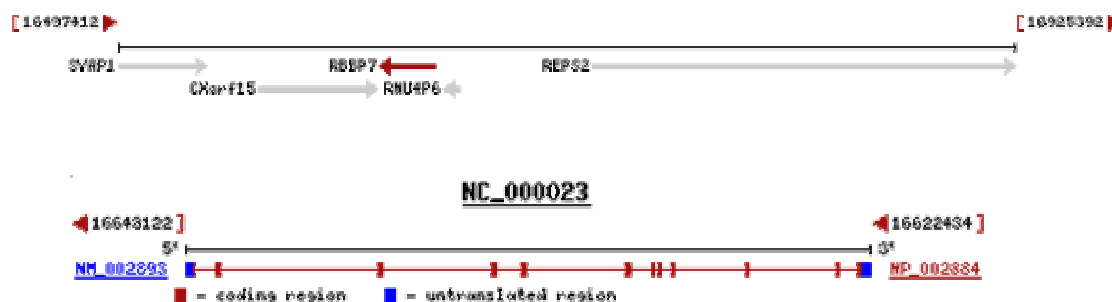 [16497412 [16925392
SYAP1 RBBP7 REPS2
CXorf15 RNU4P6
NC_000023
16643122] 16622434]
5' 3'
NM_002893 NP_002884
- coding region - untranslated region